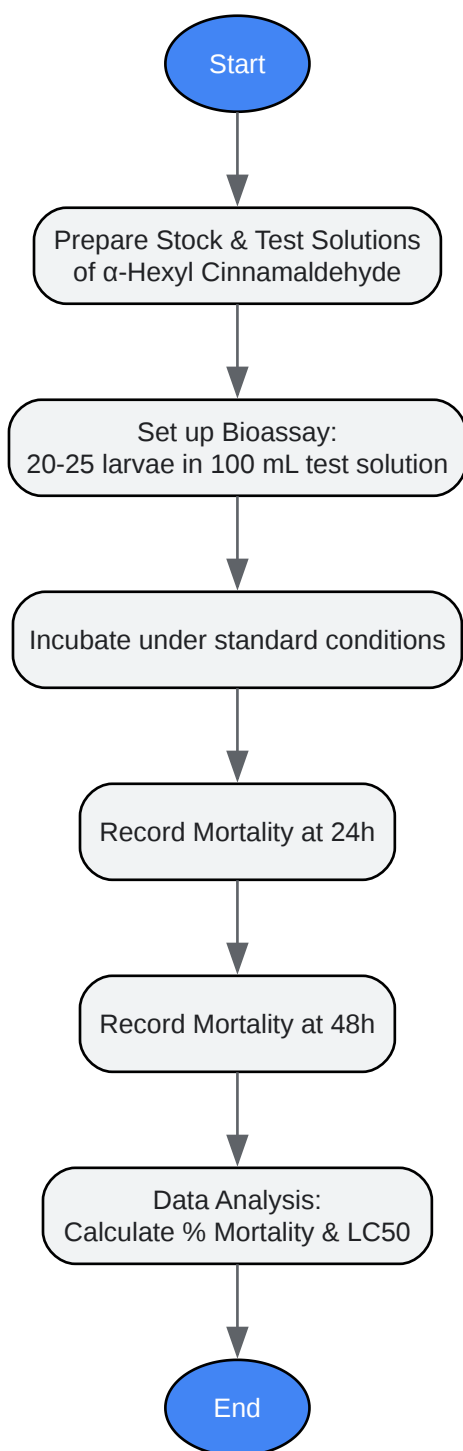 Start
Prepare Stock & Test Solutions
of α-Hexyl Cinnamaldehyde
Set up Bioassay:
20-25 larvae in 100 mL test solution
Incubate under standard conditions
Record Mortality at 24h
Record Mortality at 48h
Data Analysis:
Calculate % Mortality & LC50
End